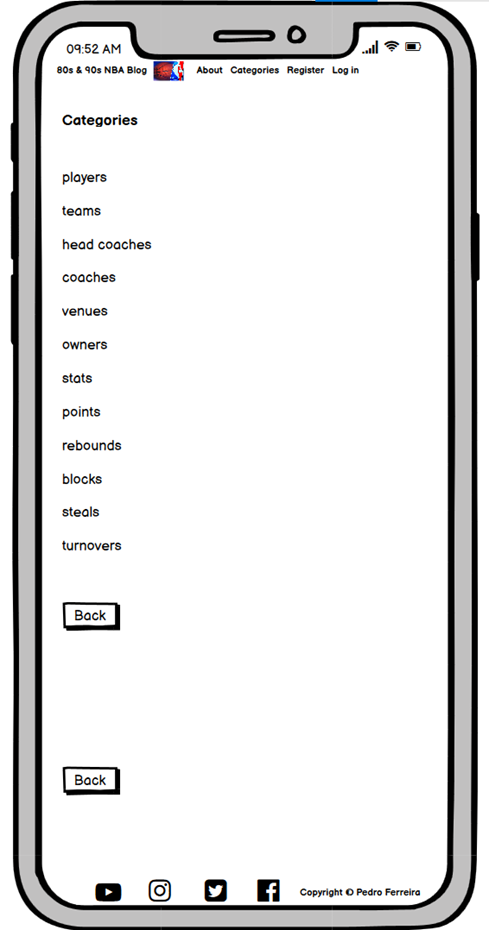 09:52 AM
80s & 90s NBA Blog About Categories Register Log in
Categories
players
teams
head coaches
coaches
venues
owners
stats
points
rebounds
blocks
steals
turnovers
Back
Back
Copyright © Pedro Ferreira